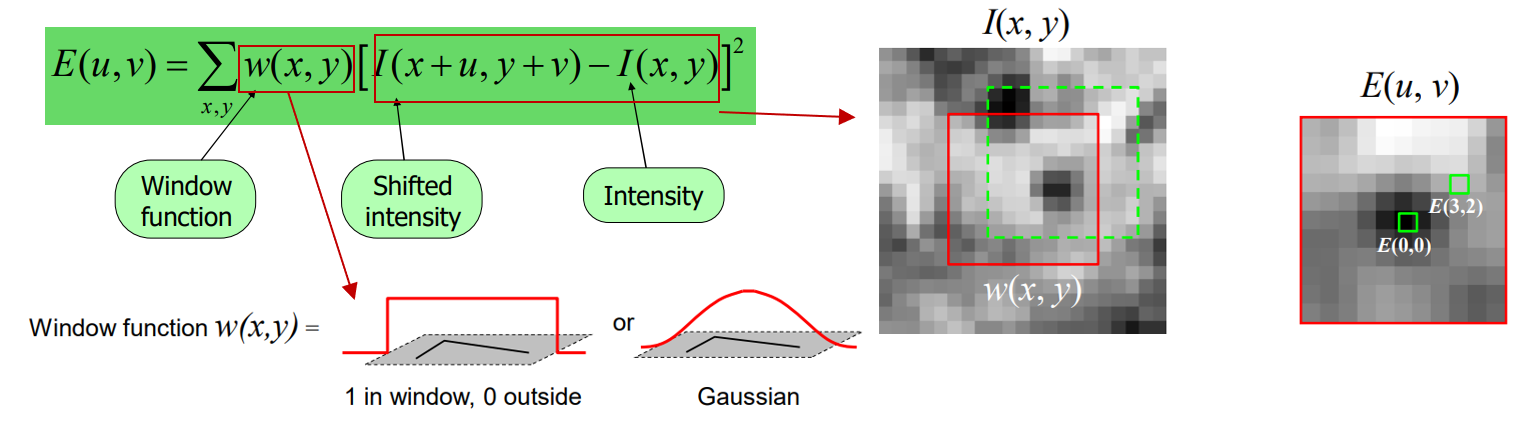 E(u,v) = ∑ w(x,y)[I(x+u, y+v) − I(x,y)]²
x,y
Window
function
Shifted
intensity
Intensity
Window function w(x,y) =
or
1 in window, 0 outside
Gaussian
I(x, y)
w(x, y)
E(u, v)
E(3,2)
E(0,0)